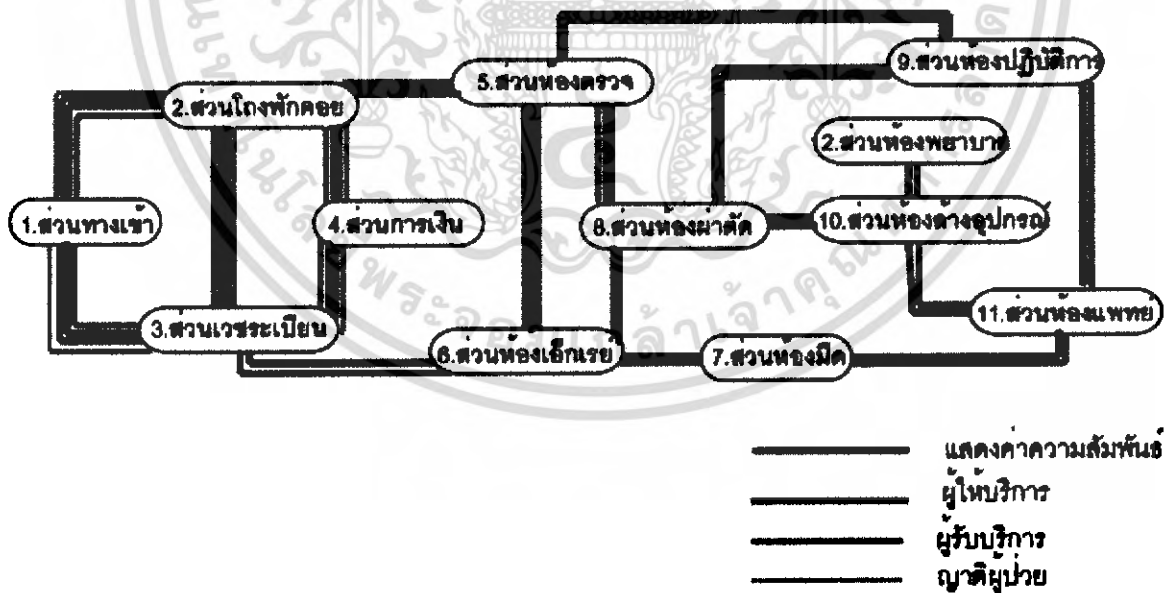 5.ส่วนห้องตรวจ
9.ส่วนห้องปฏิบัติการ
2.ส่วนโถงพักคอย
2.ส่วนห้องพยาบาล
1.ส่วนทางเข้า
4.ส่วนการเงิน
8.ส่วนห้องผ่าตัด
10.ส่วนห้องล้างอุปกรณ์
3.ส่วนเวชระเบียน
11.ส่วนห้องแพทย์
6.ส่วนห้องเอ็กเรย์
7.ส่วนห้องมืด
แสดงค่าความสัมพันธ์
ผู้ให้บริการ
ผู้รับบริการ
ญาติผู้ป่วย